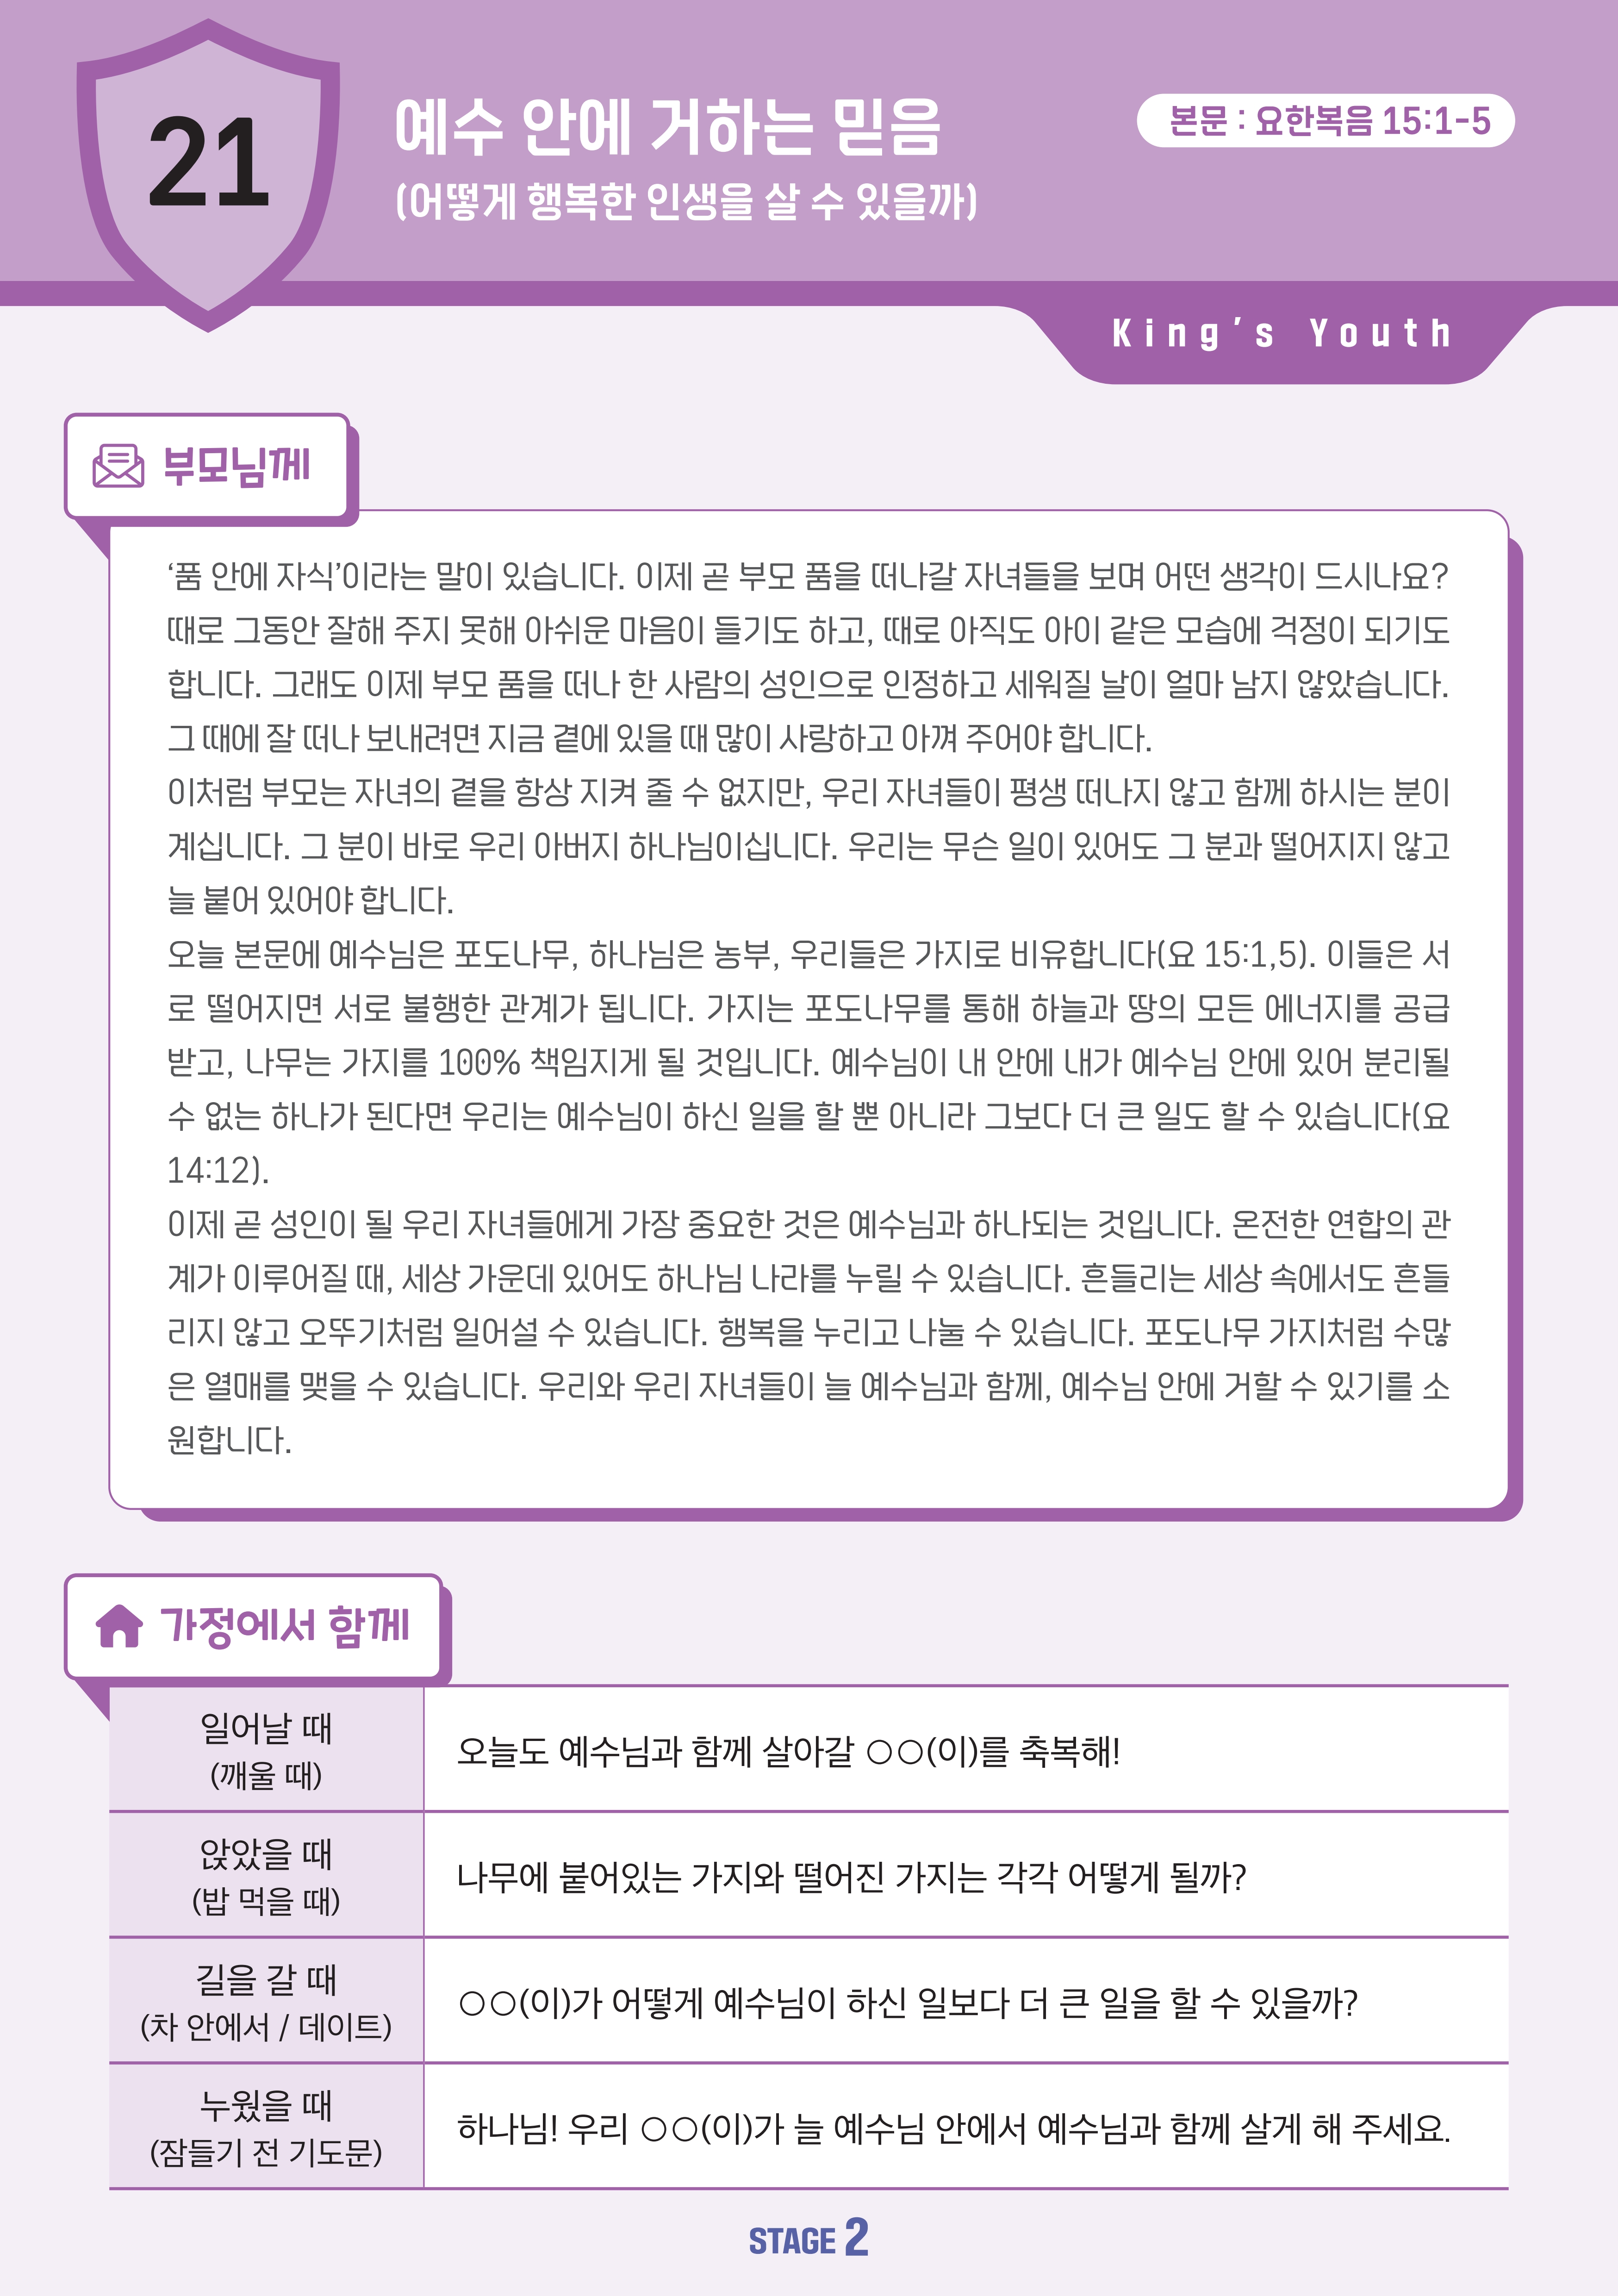 21
예수 안에 거하는 믿음
(어떻게 행복한 인생을 살 수 있을까)
본문 : 요한복음 15:1-5
King's Youth
부모님께
‘품 안에 자식’이라는 말이 있습니다. 이제 곧 부모 품을 떠나갈 자녀들을 보며 어떤 생각이 드시나요?
때로 그동안 잘해 주지 못해 아쉬운 마음이 들기도 하고, 때로 아직도 아이 같은 모습에 걱정이 되기도
합니다. 그래도 이제 부모 품을 떠나 한 사람의 성인으로 인정하고 세워질 날이 얼마 남지 않았습니다.
그 때에 잘 떠나 보내려면 지금 곁에 있을 때 많이 사랑하고 아껴 주어야 합니다.
이처럼 부모는 자녀의 곁을 항상 지켜 줄 수 없지만, 우리 자녀들이 평생 떠나지 않고 함께 하시는 분이
계십니다. 그 분이 바로 우리 아버지 하나님이십니다. 우리는 무슨 일이 있어도 그 분과 떨어지지 않고
늘 붙어 있어야 합니다.
오늘 본문에 예수님은 포도나무, 하나님은 농부, 우리들은 가지로 비유합니다(요 15:1,5). 이들은 서
로 떨어지면 서로 불행한 관계가 됩니다. 가지는 포도나무를 통해 하늘과 땅의 모든 에너지를 공급
받고, 나무는 가지를 100% 책임지게 될 것입니다. 예수님이 내 안에 내가 예수님 안에 있어 분리될
수 없는 하나가 된다면 우리는 예수님이 하신 일을 할 뿐 아니라 그보다 더 큰 일도 할 수 있습니다(요
14:12).
이제 곧 성인이 될 우리 자녀들에게 가장 중요한 것은 예수님과 하나되는 것입니다. 온전한 연합의 관
계가 이루어질 때, 세상 가운데 있어도 하나님 나라를 누릴 수 있습니다. 흔들리는 세상 속에서도 흔들
리지 않고 오뚜기처럼 일어설 수 있습니다. 행복을 누리고 나눌 수 있습니다. 포도나무 가지처럼 수많
은 열매를 맺을 수 있습니다. 우리와 우리 자녀들이 늘 예수님과 함께, 예수님 안에 거할 수 있기를 소
원합니다.
가정에서 함께
일어날 때
(깨울 때)
오늘도 예수님과 함께 살아갈 ○○(이)를 축복해!
앉았을 때
(밥 먹을 때)
나무에 붙어있는 가지와 떨어진 가지는 각각 어떻게 될까?
길을 갈 때
(차 안에서 / 데이트)
○○(이)가 어떻게 예수님이 하신 일보다 더 큰 일을 할 수 있을까?
누웠을 때
(잠들기 전 기도문)
하나님! 우리 ○○(이)가 늘 예수님 안에서 예수님과 함께 살게 해 주세요.
STAGE 2